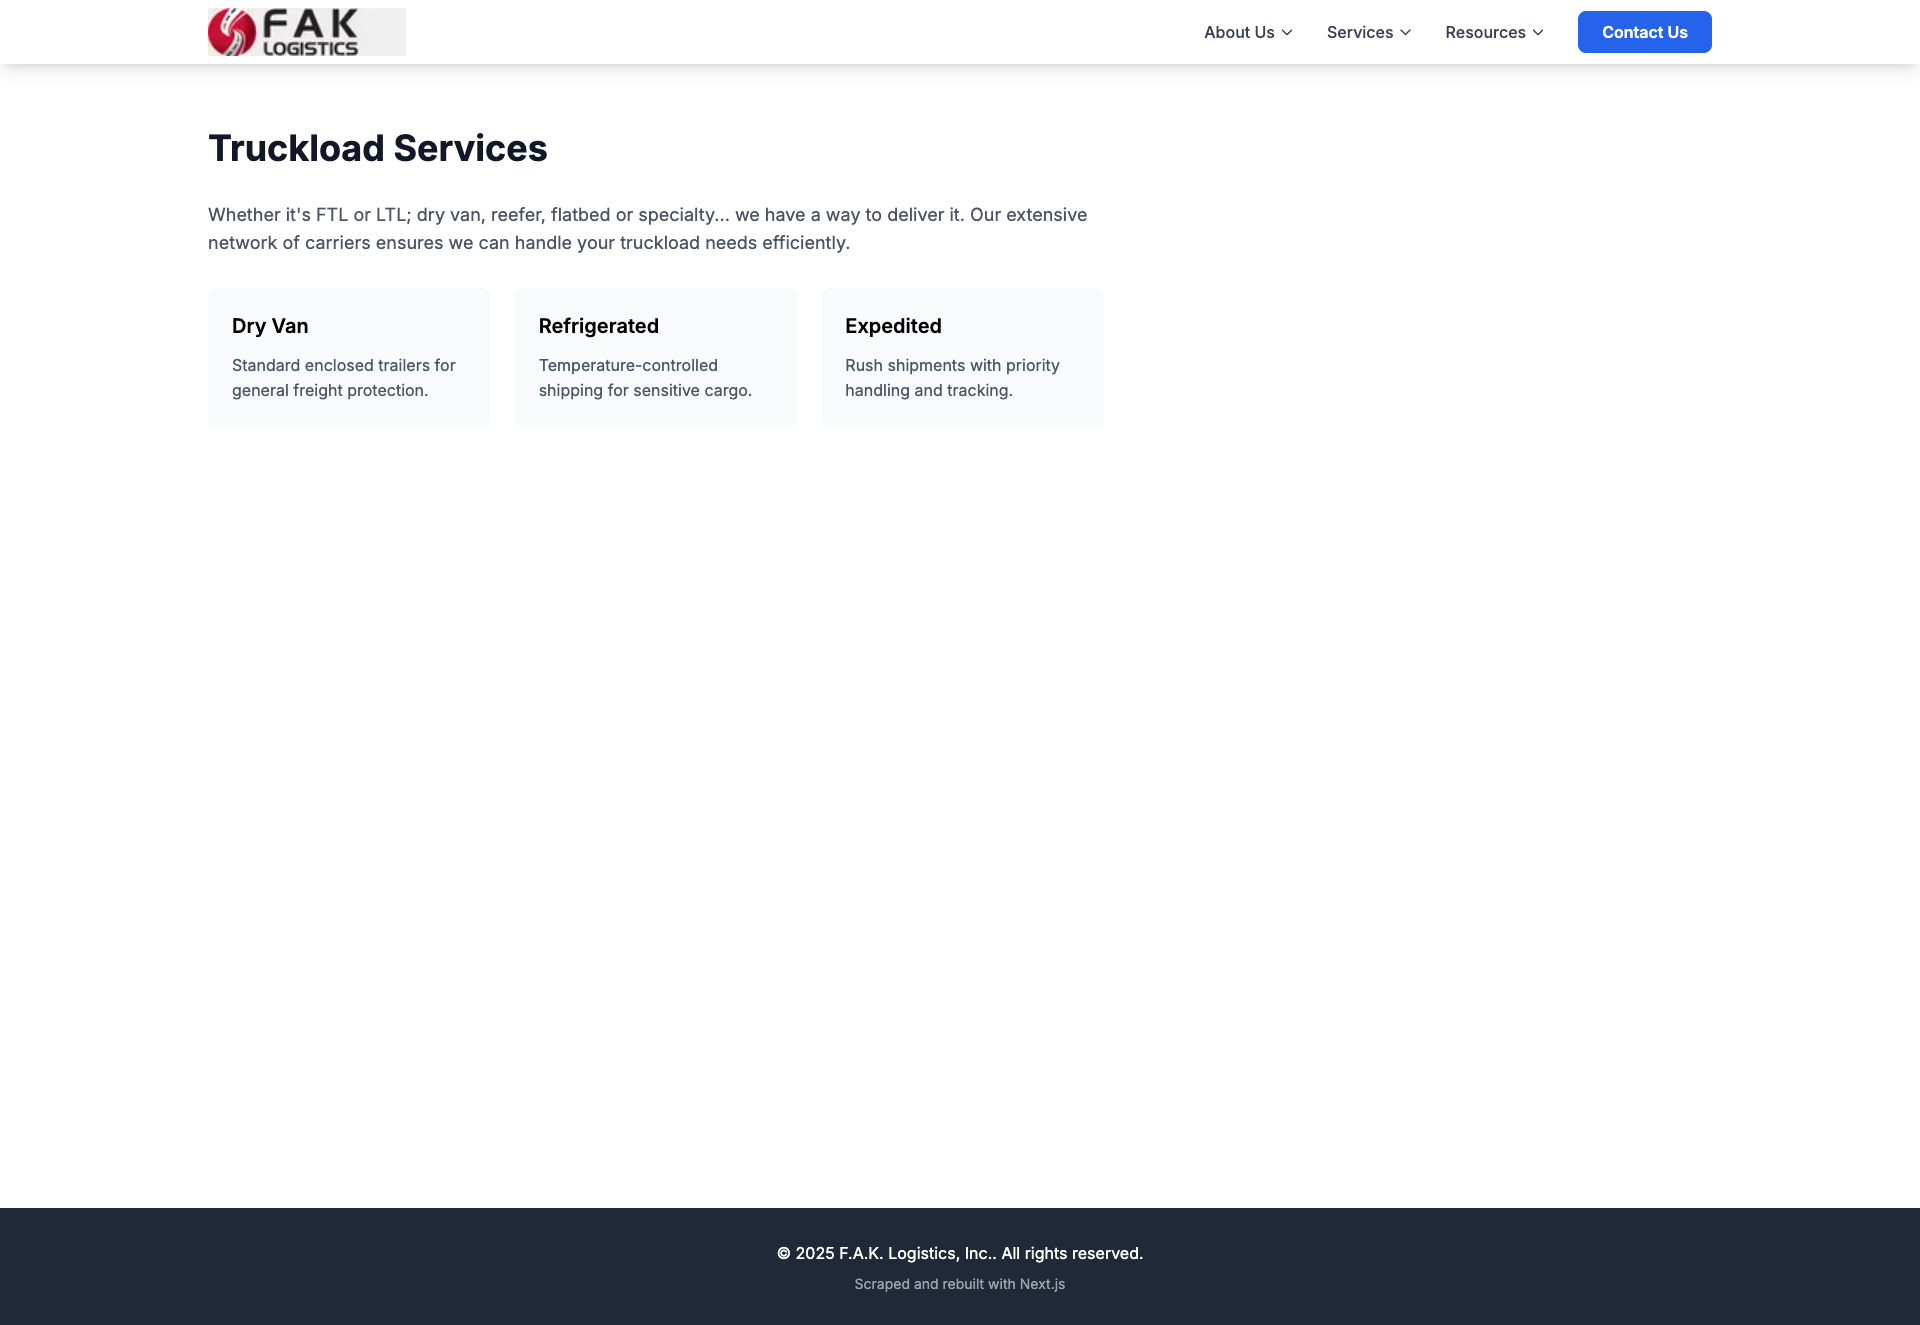 FAK
LOGISTICS
About Us
Services
Resources
Contact Us
Truckload Services
Whether it's FTL or LTL; dry van, reefer, flatbed or specialty... we have a way to deliver it. Our extensive
network of carriers ensures we can handle your truckload needs efficiently.
Dry Van
Standard enclosed trailers for
general freight protection.
Refrigerated
Temperature-controlled
shipping for sensitive cargo.
Expedited
Rush shipments with priority
handling and tracking.
© 2025 F.A.K. Logistics, Inc.. All rights reserved.
Scraped and rebuilt with Next.js